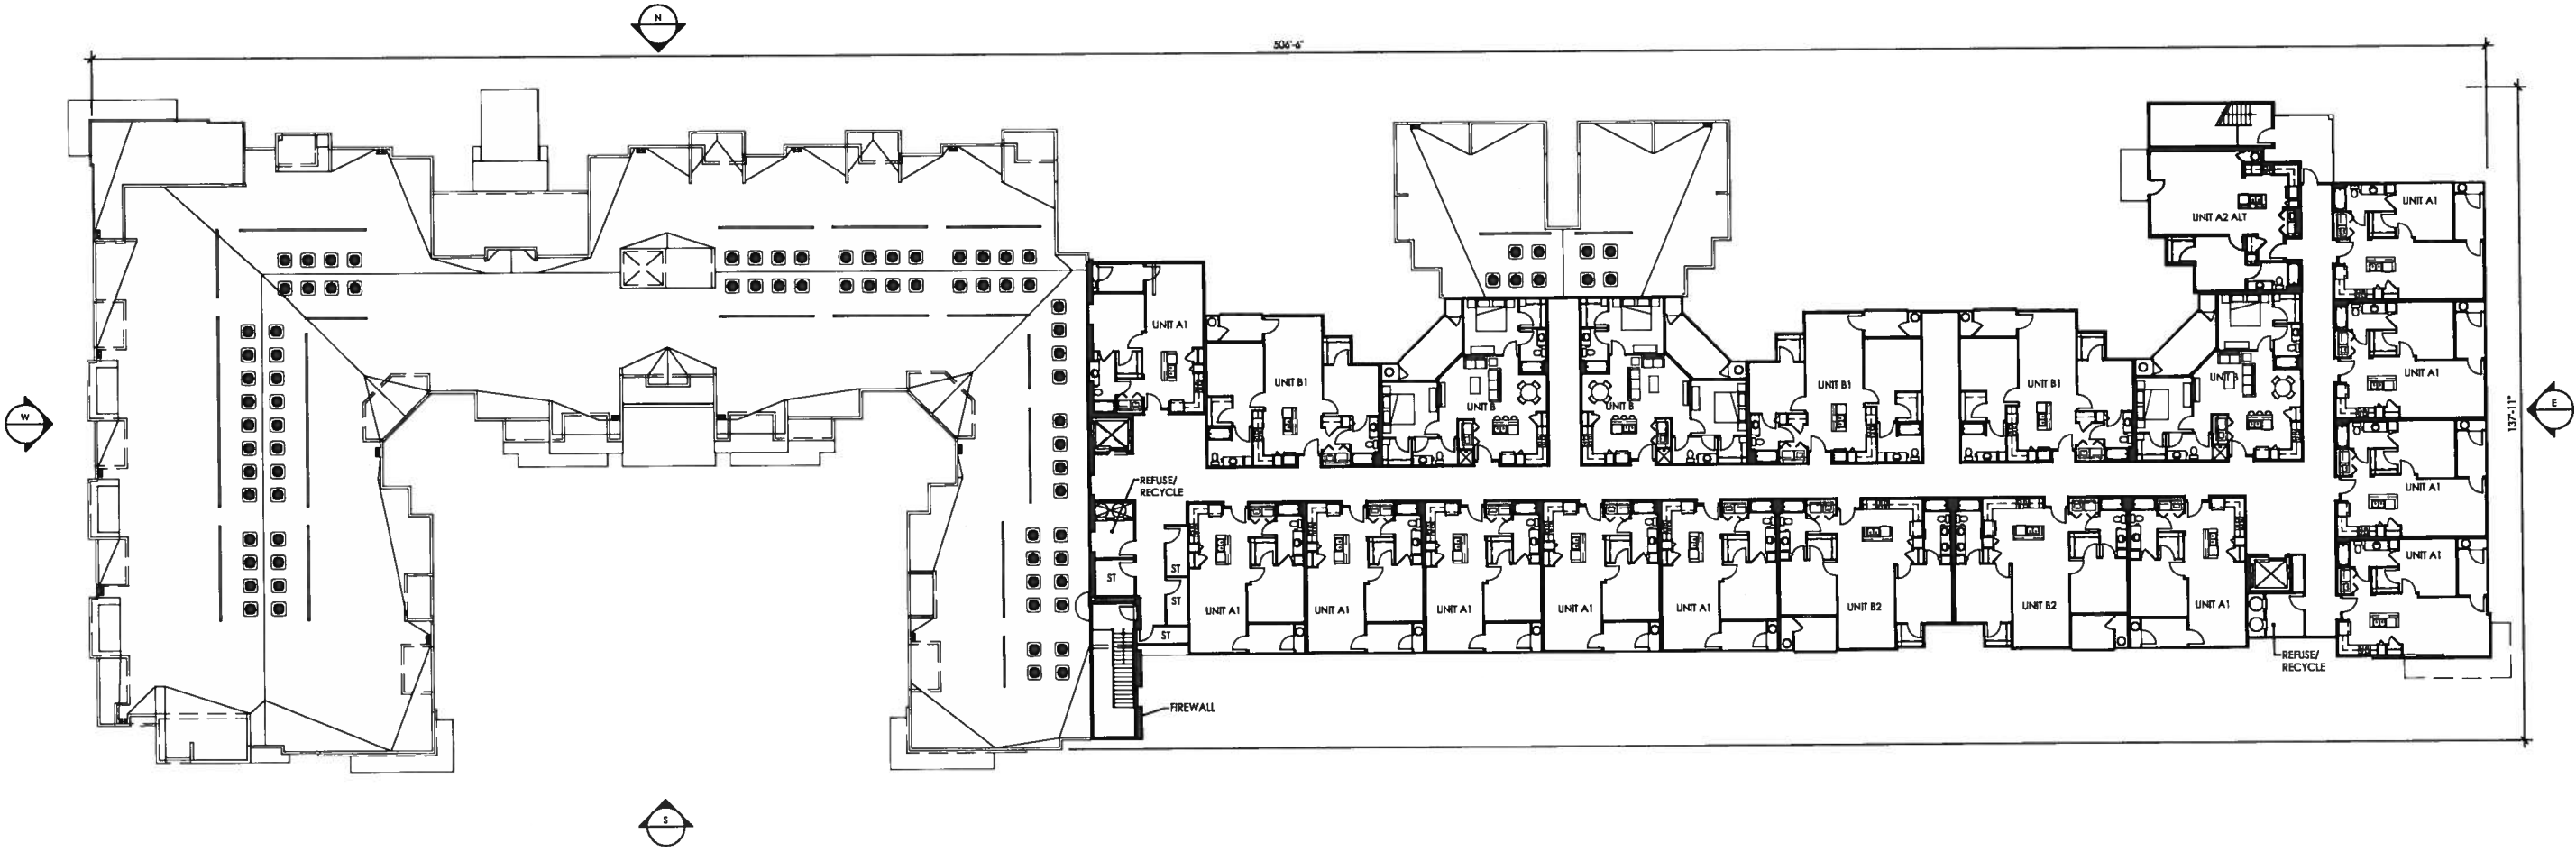 N
506'-6"
UNIT A2 ALT
UNIT A1
UNIT A1
UNIT B1
UNIT B
UNIT B
UNIT B1
UNIT B1
UNIT B
UNIT A1
W
E
137'-11"
REFUSE/
RECYCLE
UNIT A1
ST
ST
ST
ST
UNIT A1
UNIT A1
UNIT A1
UNIT A1
UNIT A1
UNIT B2
UNIT B2
UNIT A1
UNIT A1
REFUSE/
RECYCLE
FIREWALL
S